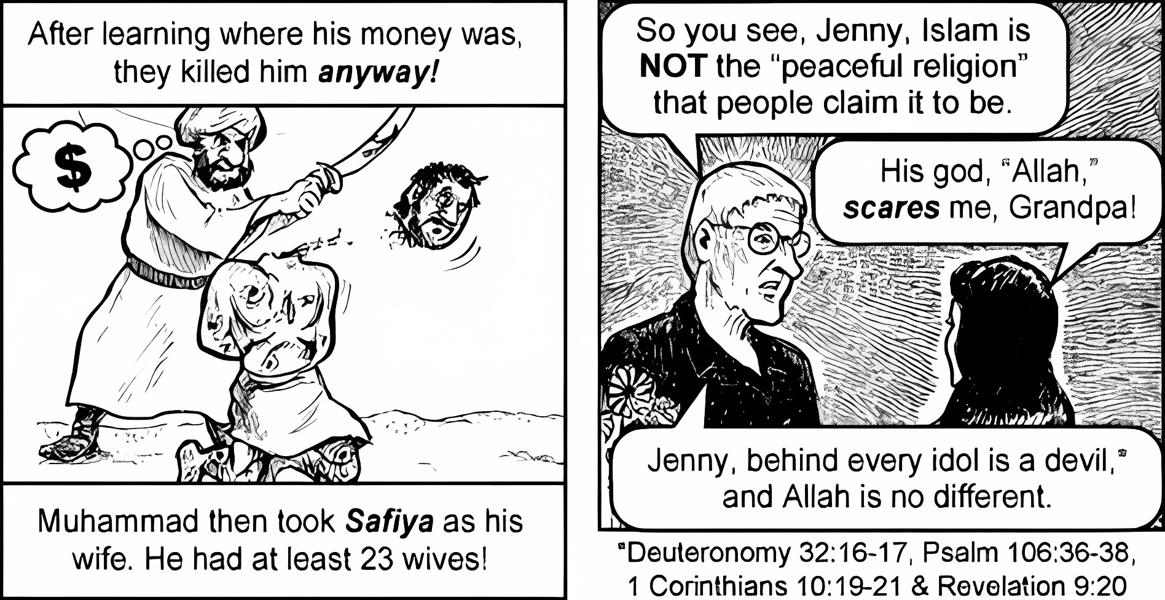 After learning where his money was,
they killed him anyway!
$
Muhammad then took Safiya as his
wife. He had at least 23 wives!
So you see, Jenny, Islam is
NOT the “peaceful religion”
that people claim it to be.
His god, “Allah,”
scares me, Grandpa!
Jenny, behind every idol is a devil,*
and Allah is no different.
*Deuteronomy 32:16-17, Psalm 106:36-38,
1 Corinthians 10:19-21 & Revelation 9:20